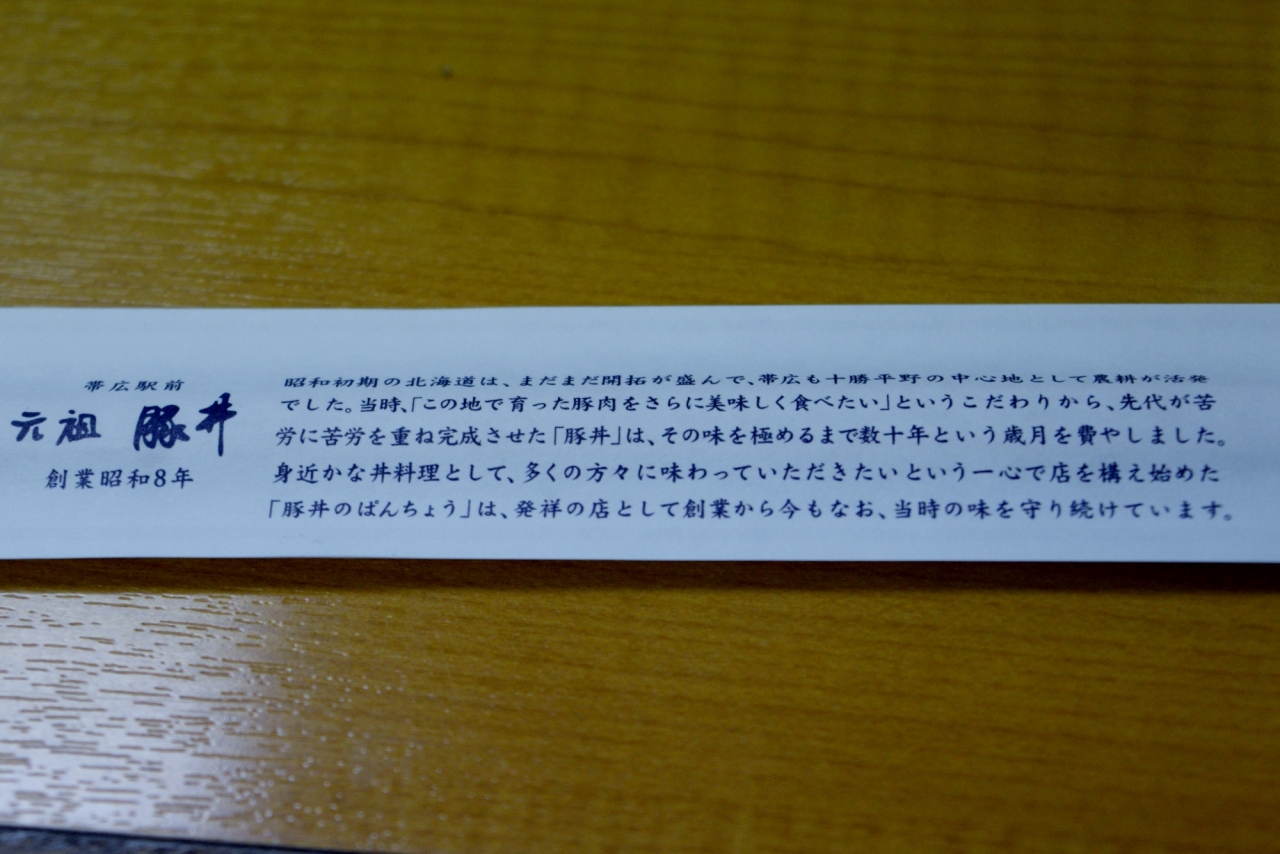 帯広駅前
元祖 豚丼
創業昭和8年
昭和初期の北海道は、まだまだ開拓が盛んで、帯広も十勝平野の中心地として農耕が活発
でした。当時、「この地で育った豚肉をさらに美味しく食べたい」というこだわりから、先代が苦
労に苦労を重ね完成させた「豚丼」は、その味を極めるまで数十年という歳月を費やしました。
身近かな丼料理として、多くの方々に味わっていただきたいという一心で店を構え始めた
「豚丼のぱんちょう」は、発祥の店として創業から今もなお、当時の味を守り続けています。